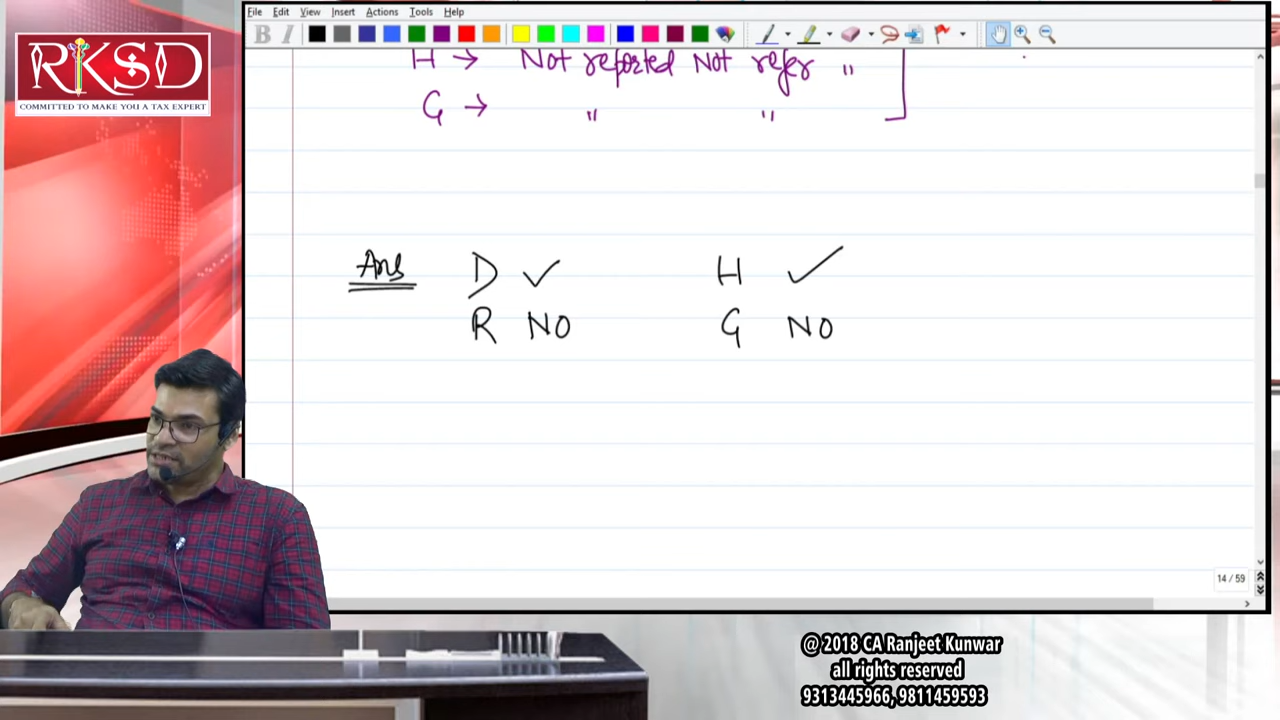 File Edit View Insert Actions Tools Help
B I
RKSD
COMMITTED TO MAKE YOU A TAX EXPERT
H → Not reported Not refer "
G → " "
Ans D ✓ H ✓
R NO G NO
14 / 59
@ 2018 CA Ranjeet Kunwar
all rights reserved
9313445966, 9811459593